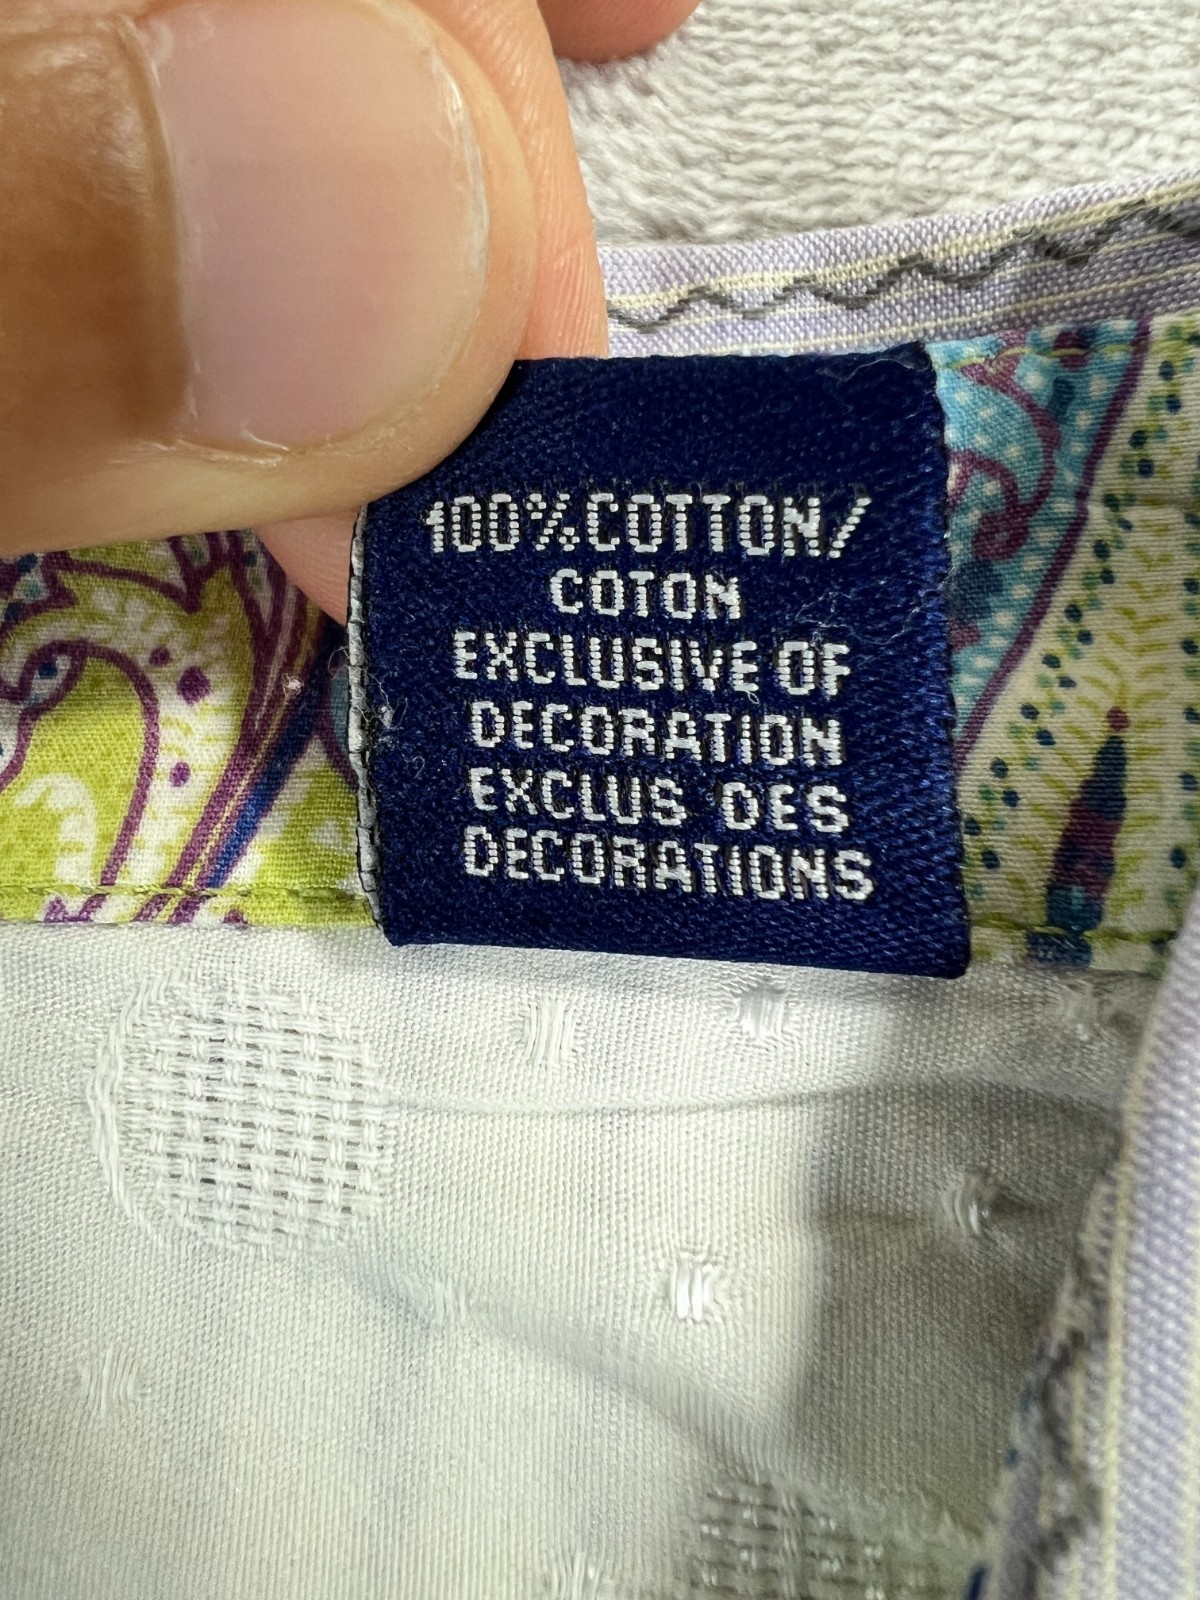 100%COTTON/
COTON
EXCLUSIVE OF
DECORATION
EXCLUS DES
DECORATIONS